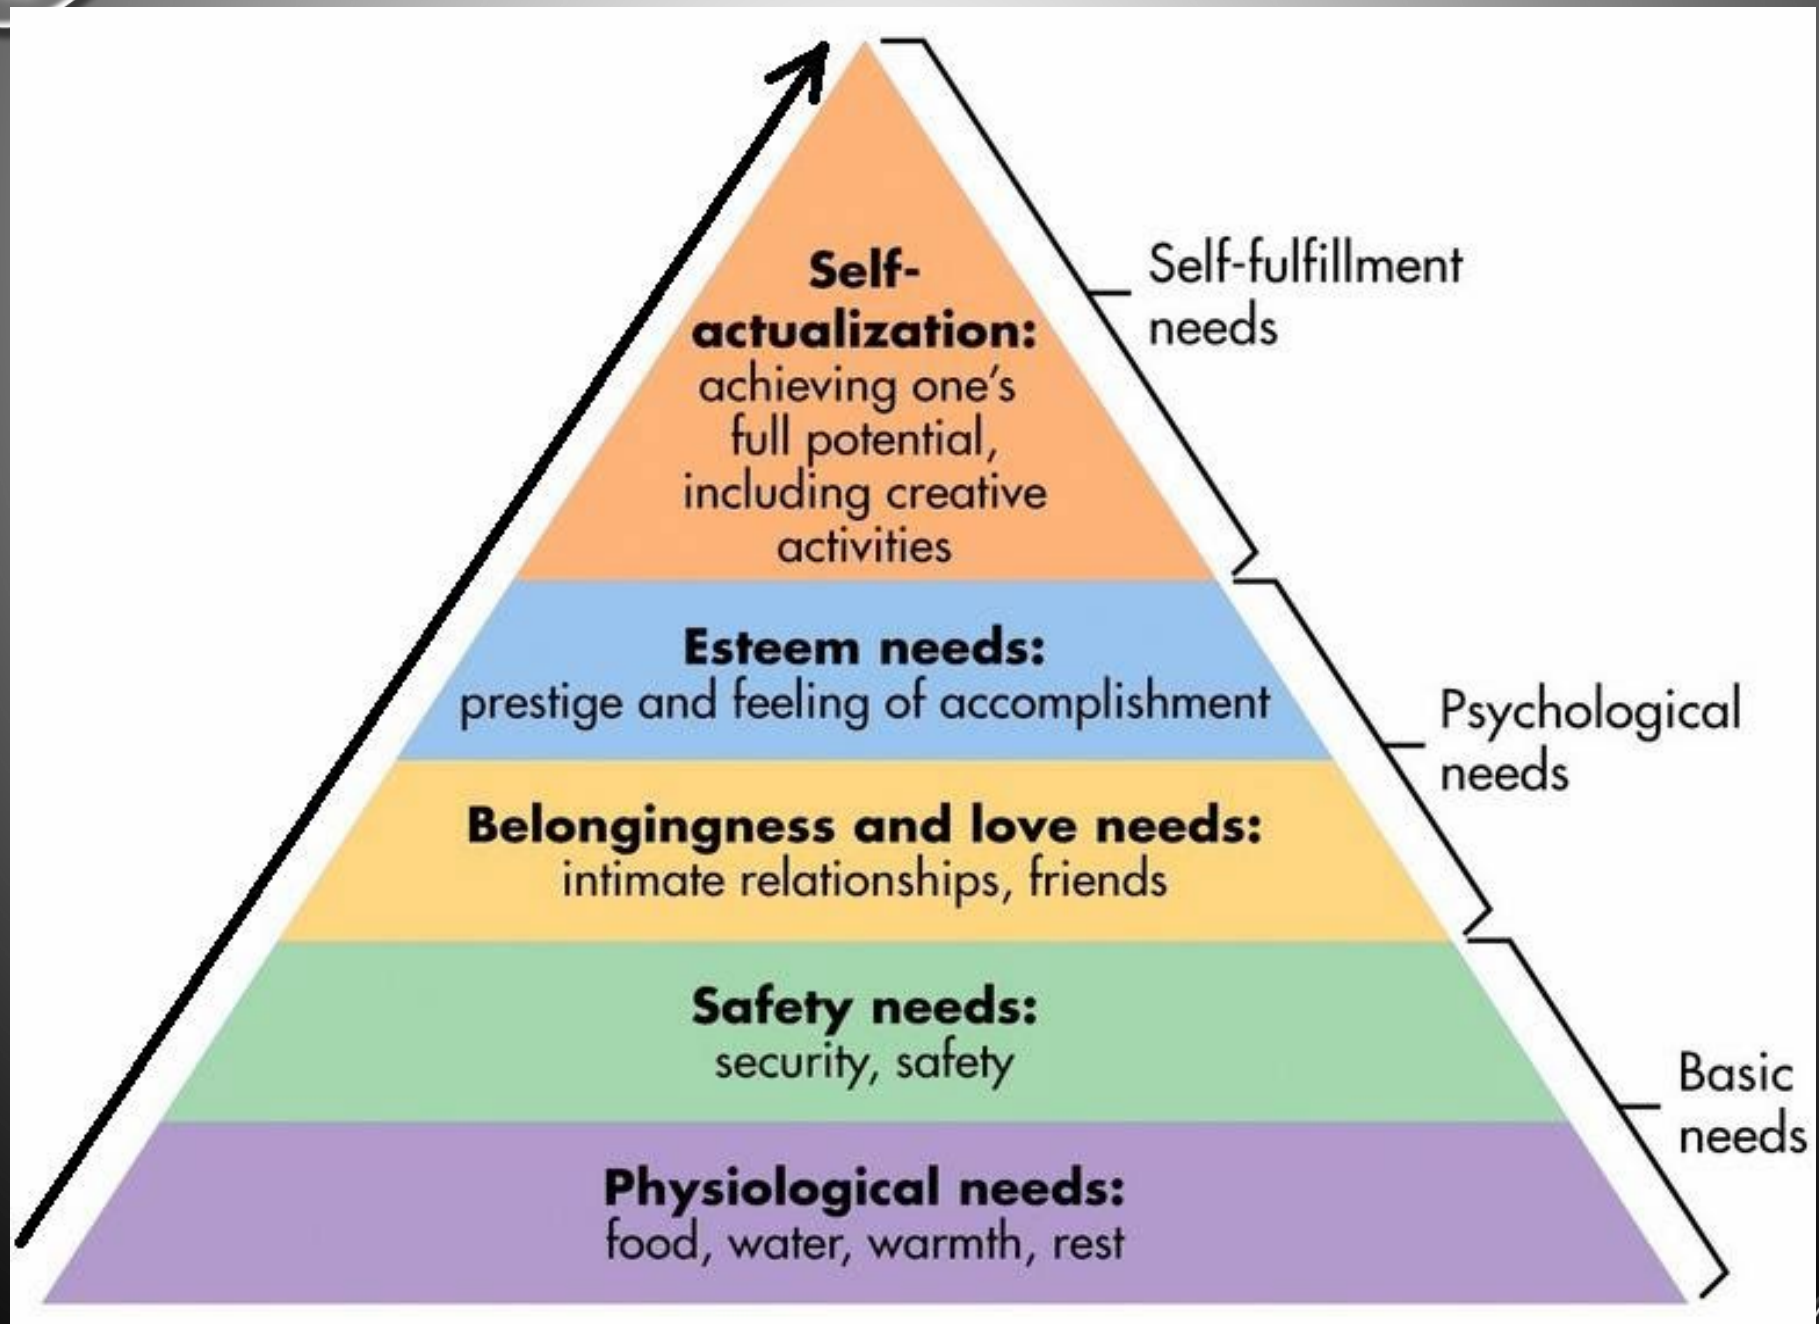 Self-
actualization:
achieving one's
full potential,
including creative
activities
Self-fulfillment
needs
Esteem needs:
prestige and feeling of accomplishment
Psychological
needs
Belongingness and love needs:
intimate relationships, friends
Safety needs:
security, safety
Basic
needs
Physiological needs:
food, water, warmth, rest